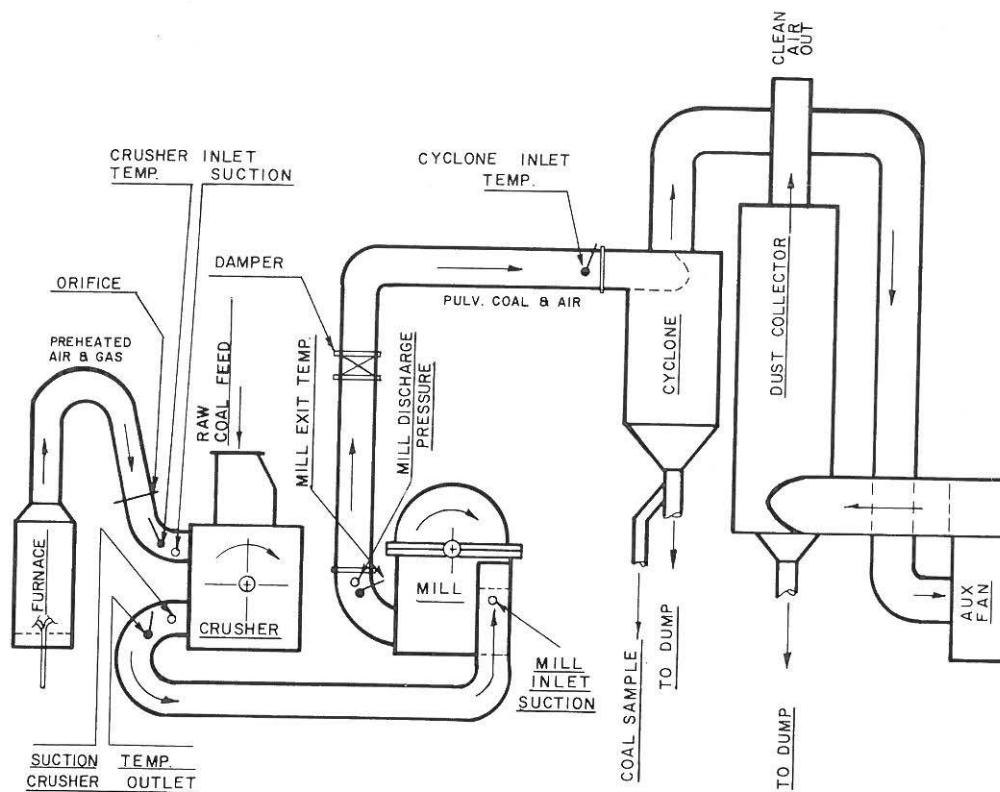 CLEAN
AIR
OUT
CRUSHER INLET
TEMP. SUCTION
CYCLONE INLET
TEMP.
ORIFICE
DAMPER
PREHEATED
AIR & GAS
RAW
COAL FEED
PULV. COAL & AIR
MILL EXIT TEMP.
MILL DISCHARGE
PRESSURE
CYCLONE
DUST COLLECTOR
FURNACE
CRUSHER
MILL
AUX
FAN
MILL
INLET
SUCTION
COAL SAMPLE
TO DUMP
TO DUMP
SUCTION TEMP.
CRUSHER OUTLET